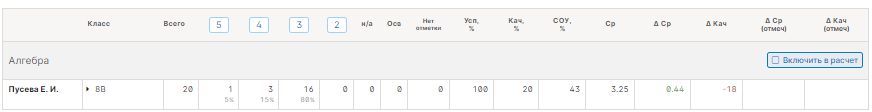 Класс Всего 5 4 3 2 н/а Осв Нет отметки Усп, % Кач, % СОУ, % Ср Δ Ср Δ Кач Δ Ср (отмеч) Δ Кач (отмеч)
Алгебра Включить в расчет
Пусева Е. И. 8В 20 1 3 16 0 0 0 0 100 20 43 3.25 0.44 -18
5% 15% 80%